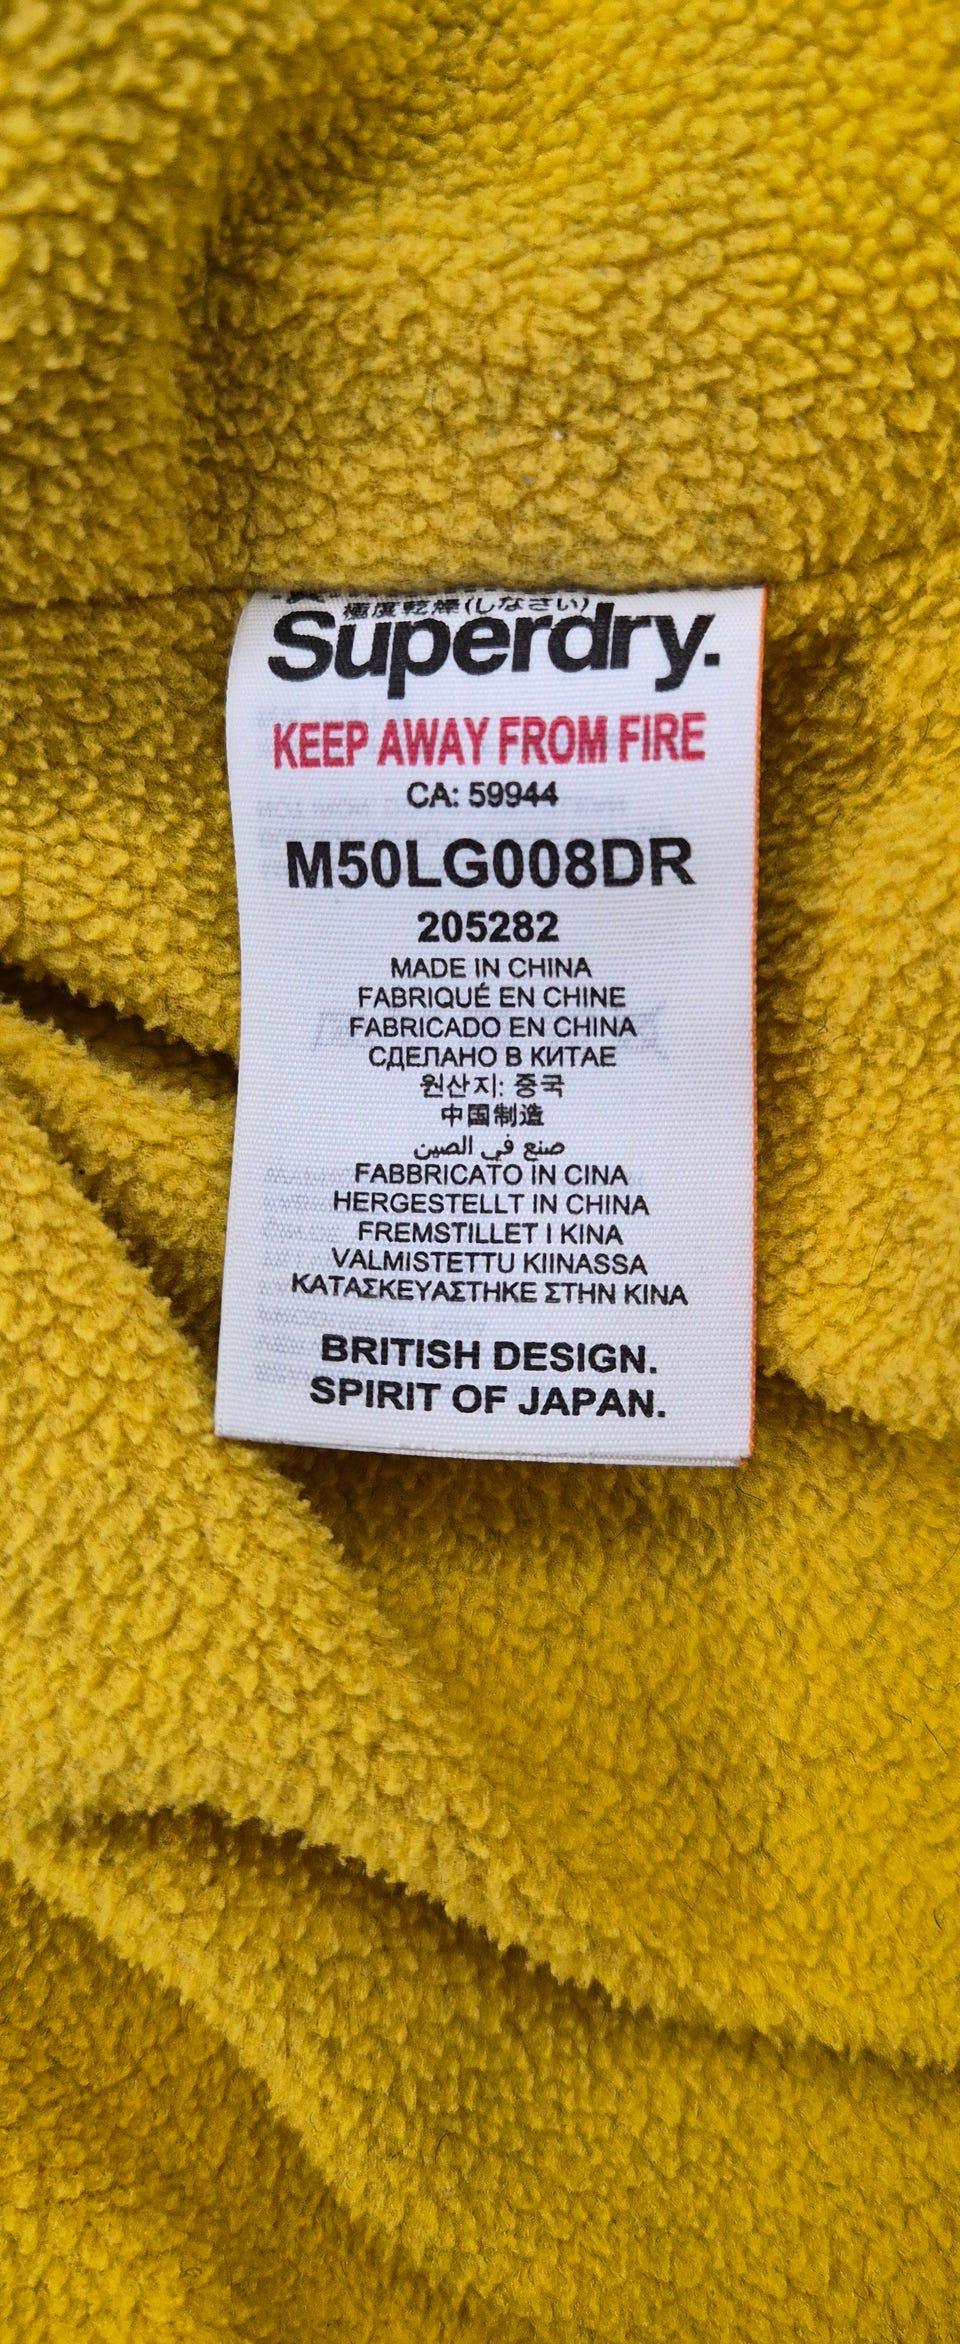 極度乾燥(しなさい)
Superdry.
KEEP AWAY FROM FIRE
CA: 59944
M50LG008DR
205282
MADE IN CHINA
FABRIQUÉ EN CHINE
FABRICADO EN CHINA
СДЕЛАНО В КИТАЕ
원산지: 중국
中国制造
صنع في الصين
FABBRICATO IN CINA
HERGESTELLT IN CHINA
FREMSTILLET I KINA
VALMISTETTU KIINASSA
ΚΑΤΑΣΚΕΥΑΣΤΗΚΕ ΣΤΗΝ ΚΙΝΑ
BRITISH DESIGN.
SPIRIT OF JAPAN.